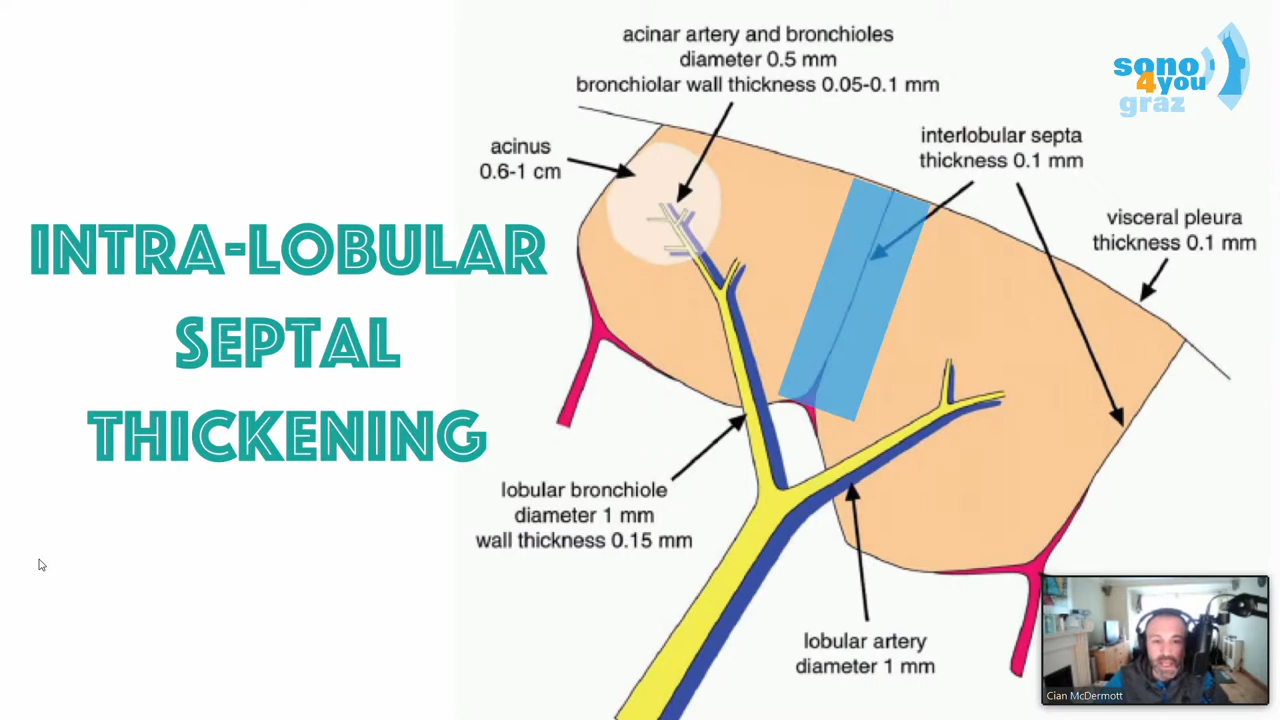 INTRA-LOBULAR
SEPTAL
THICKENING
acinar artery and bronchioles
diameter 0.5 mm
bronchiolar wall thickness 0.05-0.1 mm
acinus
0.6-1 cm
interlobular septa
thickness 0.1 mm
visceral pleura
thickness 0.1 mm
lobular bronchiole
diameter 1 mm
wall thickness 0.15 mm
lobular artery
diameter 1 mm
sono
4you
graz
Cian McDermott